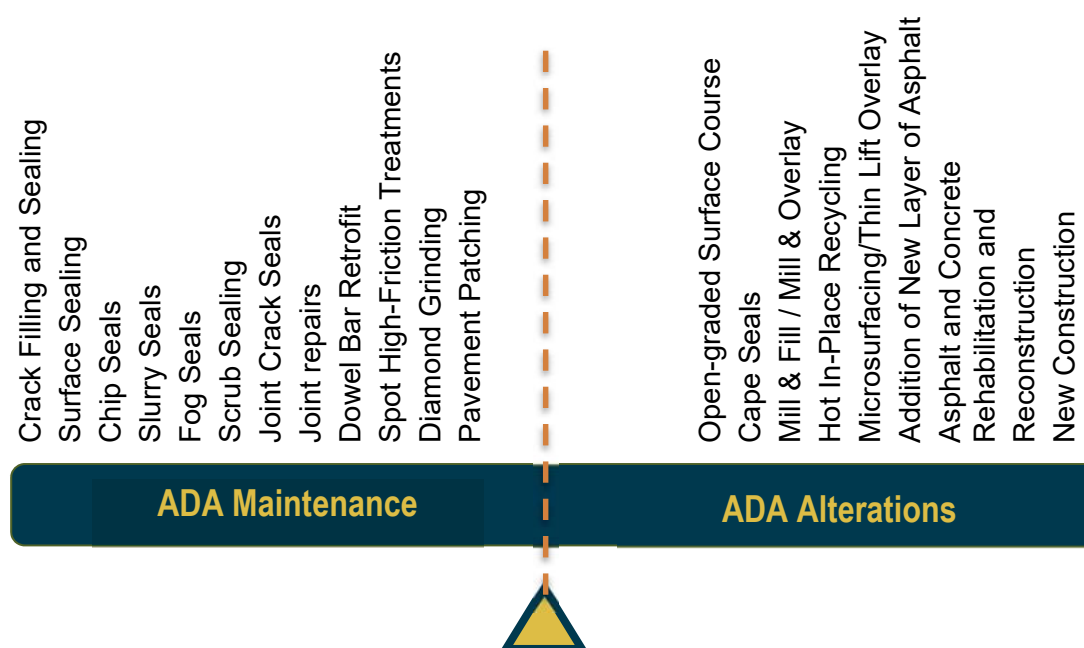 Crack Filling and Sealing
Surface Sealing
Chip Seals
Slurry Seals
Fog Seals
Scrub Sealing
Joint Crack Seals
Joint repairs
Dowel Bar Retrofit
Spot High-Friction Treatments
Diamond Grinding
Pavement Patching
Open-graded Surface Course
Cape Seals
Mill & Fill / Mill & Overlay
Hot In-Place Recycling
Microsurfacing/Thin Lift Overlay
Addition of New Layer of Asphalt
Asphalt and Concrete
Rehabilitation and
Reconstruction
New Construction
ADA Maintenance
ADA Alterations